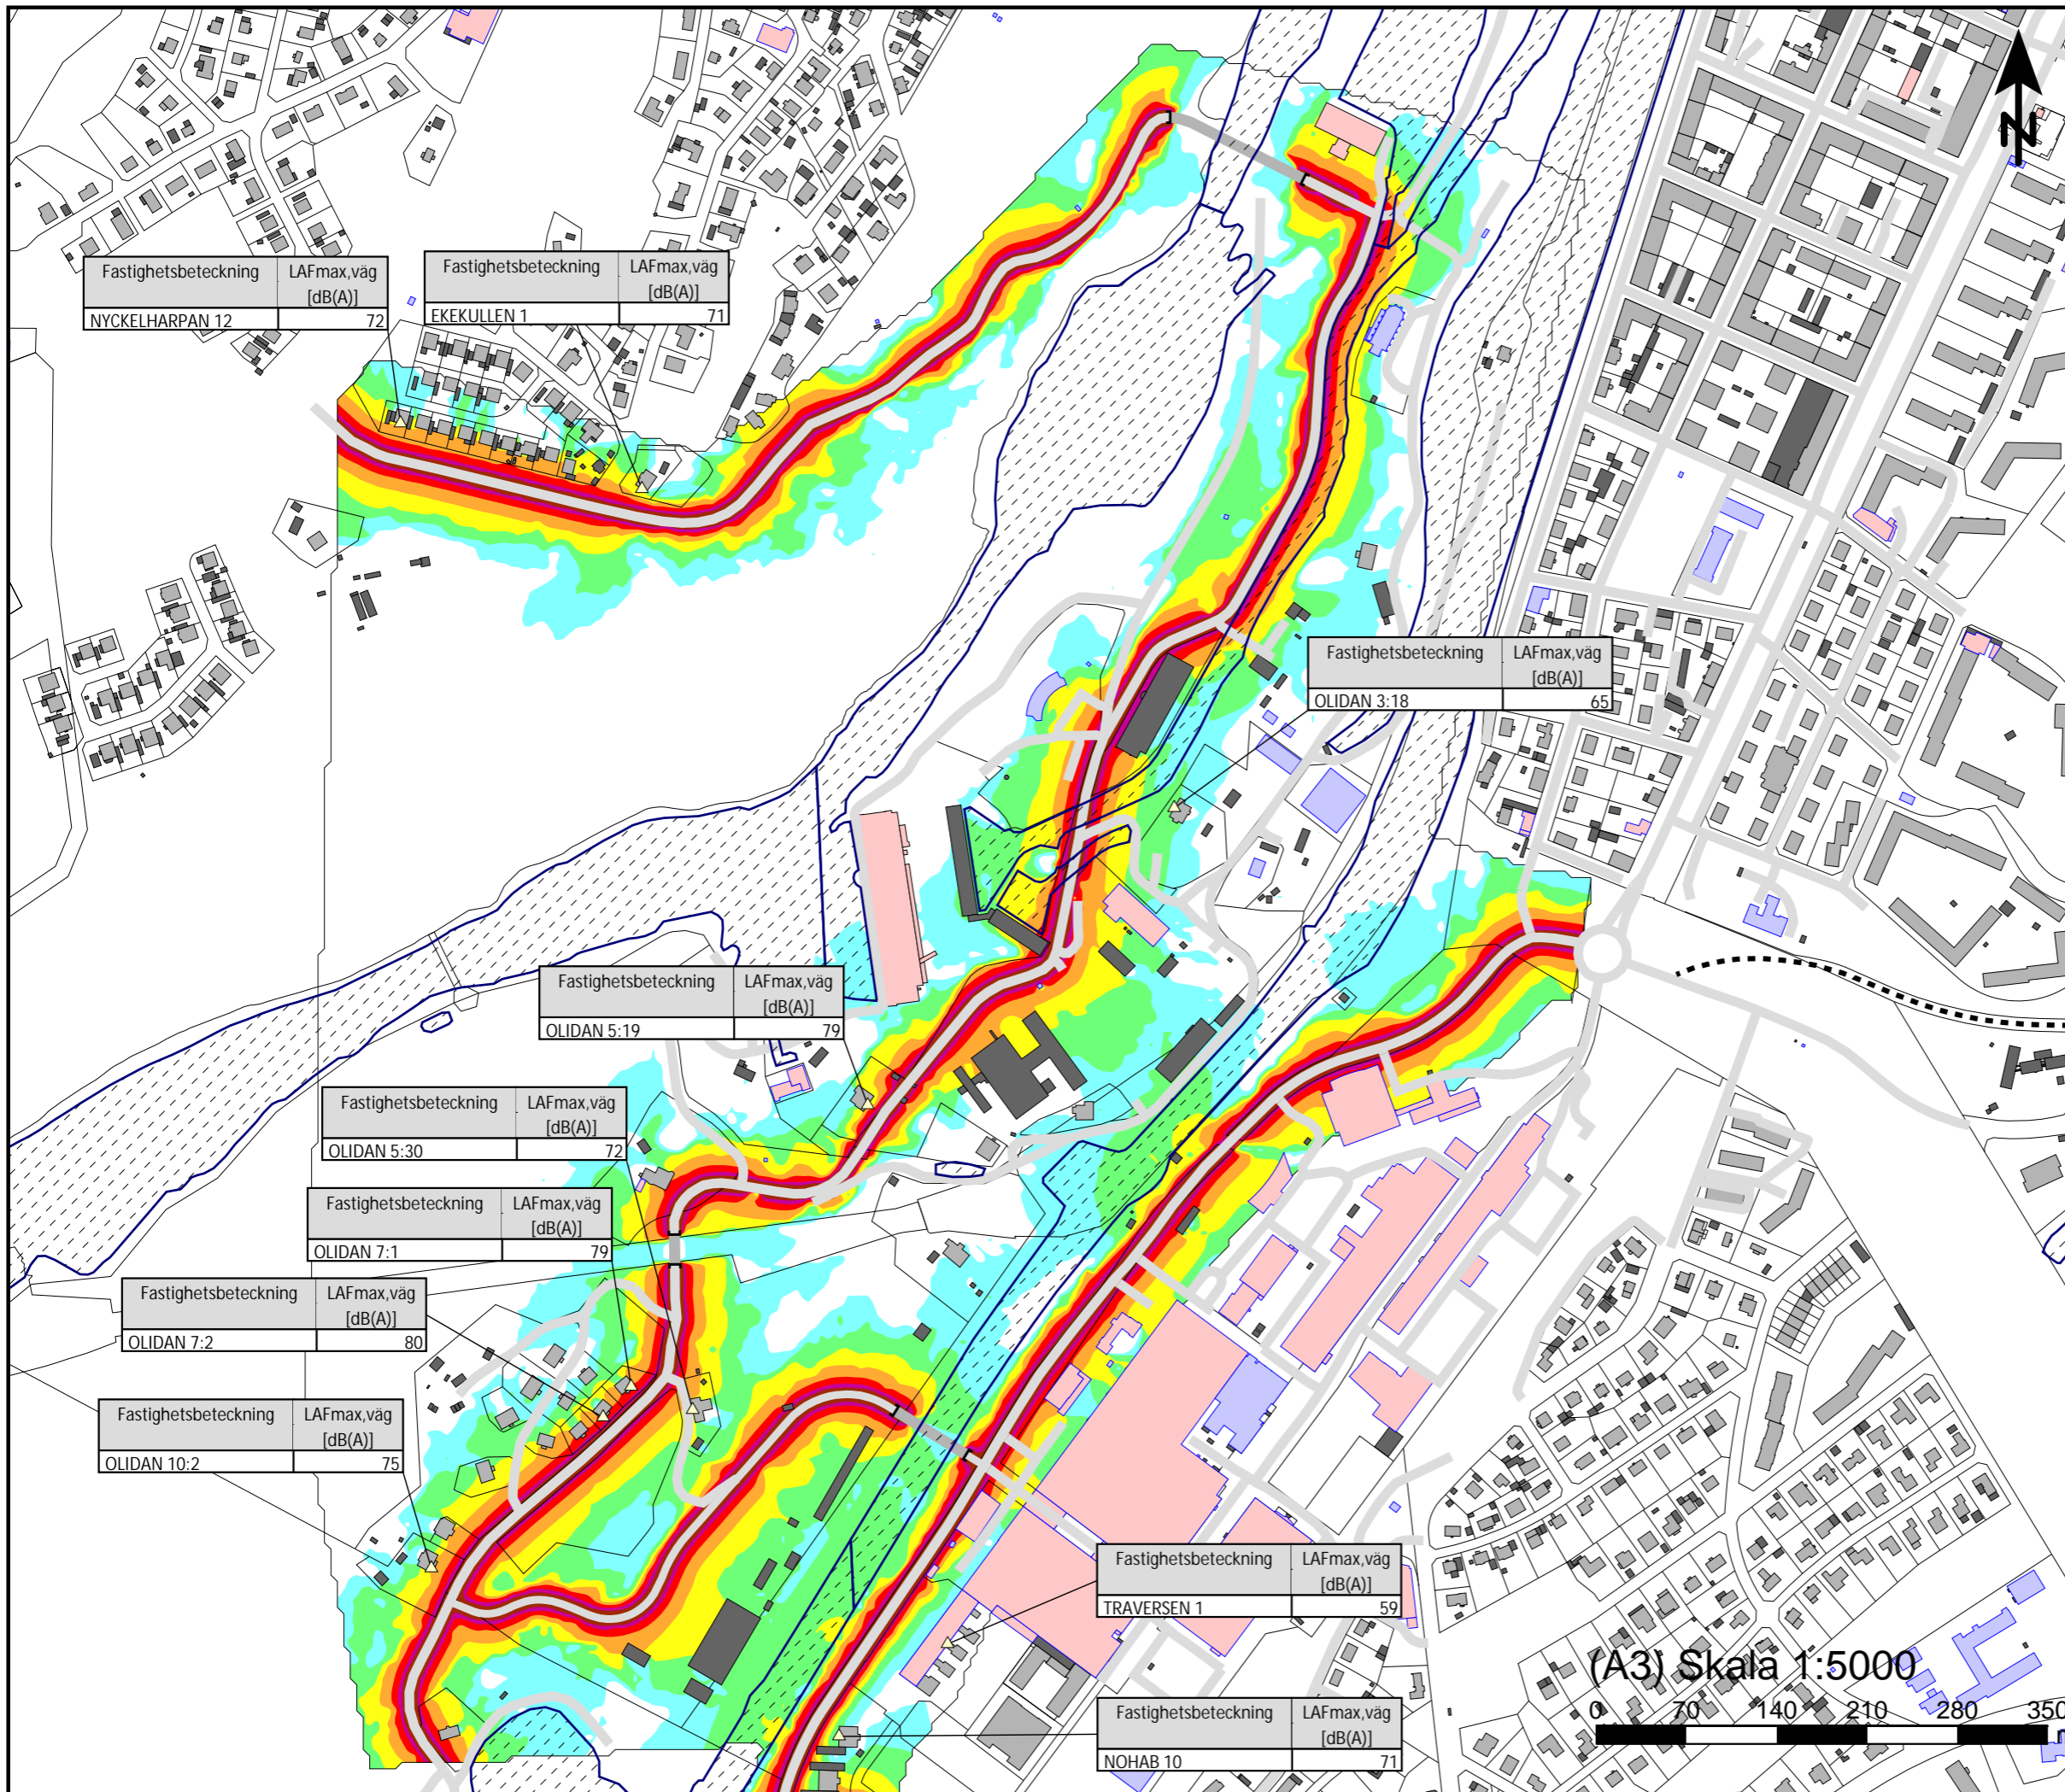 N
Fastighetsbeteckning LAFmax,väg
[dB(A)]
NYCKELHARPAN 12 72
Fastighetsbeteckning LAFmax,väg
[dB(A)]
EKEKULLEN 1 71
Fastighetsbeteckning LAFmax,väg
[dB(A)]
OLIDAN 3:18 65
Fastighetsbeteckning LAFmax,väg
[dB(A)]
OLIDAN 5:19 79
Fastighetsbeteckning LAFmax,väg
[dB(A)]
OLIDAN 5:30 72
Fastighetsbeteckning LAFmax,väg
[dB(A)]
OLIDAN 7:1 79
Fastighetsbeteckning LAFmax,väg
[dB(A)]
OLIDAN 7:2 80
Fastighetsbeteckning LAFmax,väg
[dB(A)]
OLIDAN 10:2 75
Fastighetsbeteckning LAFmax,väg
[dB(A)]
TRAVERSEN 1 59
Fastighetsbeteckning LAFmax,väg
[dB(A)]
NOHAB 10 71
(A3) Skala 1:5000
0 70 140 210 280 350